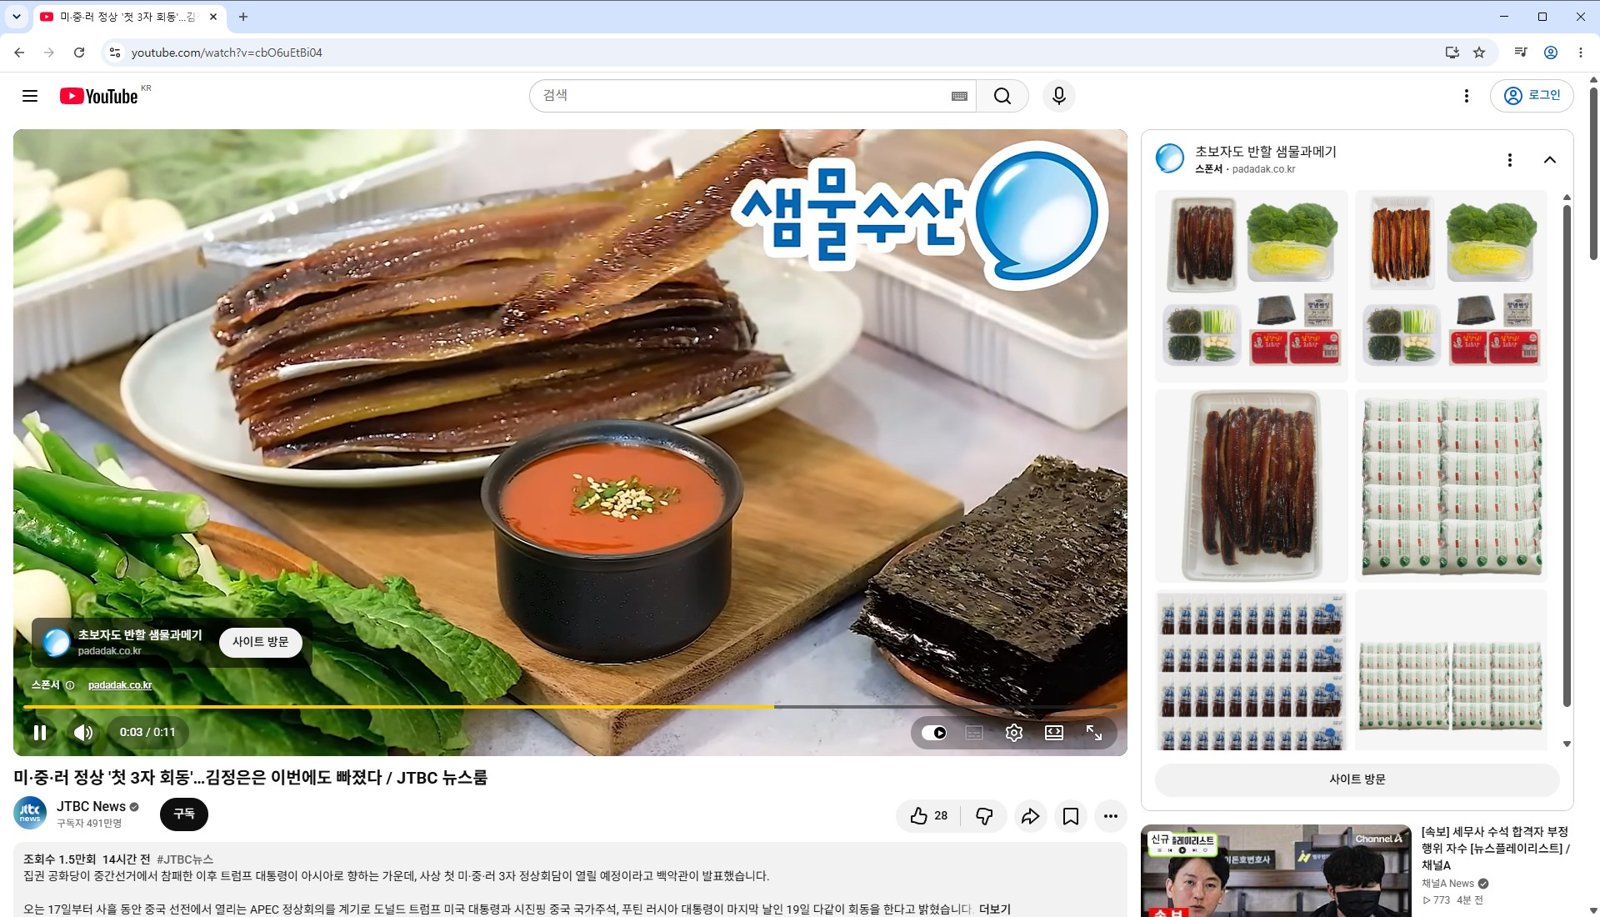 미·중·러 정상 '첫 3자 회동'...김
youtube.com/watch?v=cbO6uEtBi04
YouTube KR
검색
로그인
샘물수산
초보자도 반할 샘물과메기
padadak.co.kr
사이트 방문
스폰서
padadak.co.kr
0:03 / 0:11
미·중·러 정상 '첫 3자 회동'...김정은은 이번에도 빠졌다 / JTBC 뉴스룸
jtbc news
JTBC News
구독자 491만명
구독
28
조회수 1.5만회 14시간 전 #JTBC뉴스
집권 공화당이 중간선거에서 참패한 이후 트럼프 대통령이 아시아로 향하는 가운데, 사상 첫 미·중·러 3자 정상회담이 열릴 예정이라고 백악관이 발표했습니다.
오는 17일부터 사흘 동안 중국 선전에서 열리는 APEC 정상회의를 계기로 도널드 트럼프 미국 대통령과 시진핑 중국 국가주석, 푸틴 러시아 대통령이 마지막 날인 19일 다같이 회동을 한다고 밝혔습니다. 더보기
초보자도 반할 샘물과메기
스폰서 · padadak.co.kr
사이트 방문
신규
플레이리스트
Channel A
속보
[속보] 세무사 수석 합격자 부정
행위 자수 [뉴스플레이리스트] /
채널A
채널A News
773 4분 전